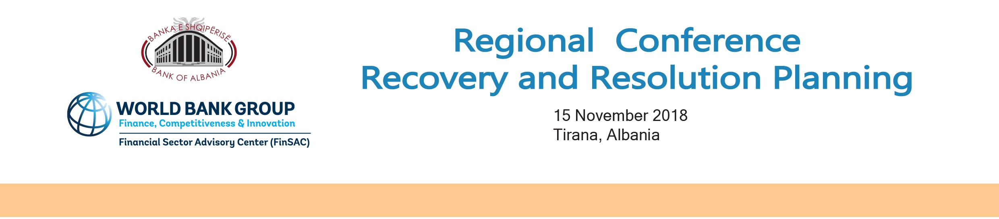 BANKA E SHQIPËRISË
BANK OF ALBANIA
WORLD BANK GROUP
Finance, Competitiveness & Innovation
Financial Sector Advisory Center (FinSAC)
Regional Conference
Recovery and Resolution Planning
15 November 2018
Tirana, Albania